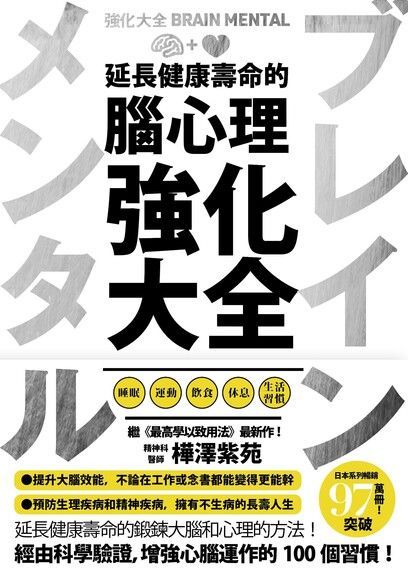 強化大全 BRAIN MENTAL
ブレイン
メンタル
延長健康壽命的
腦心理
強化
大全
睡眠 運動 飲食 休息 生活習慣
繼《最高學以致用法》最新作！
精神科醫師 樺澤紫苑
●提升大腦效能，不論在工作或念書都能變得更能幹
●預防生理疾病和精神疾病，擁有不生病的長壽人生
日本系列暢銷
97萬冊！
突破
延長健康壽命的鍛鍊大腦和心理的方法！
經由科學驗證，增強心腦運作的 100 個習慣！